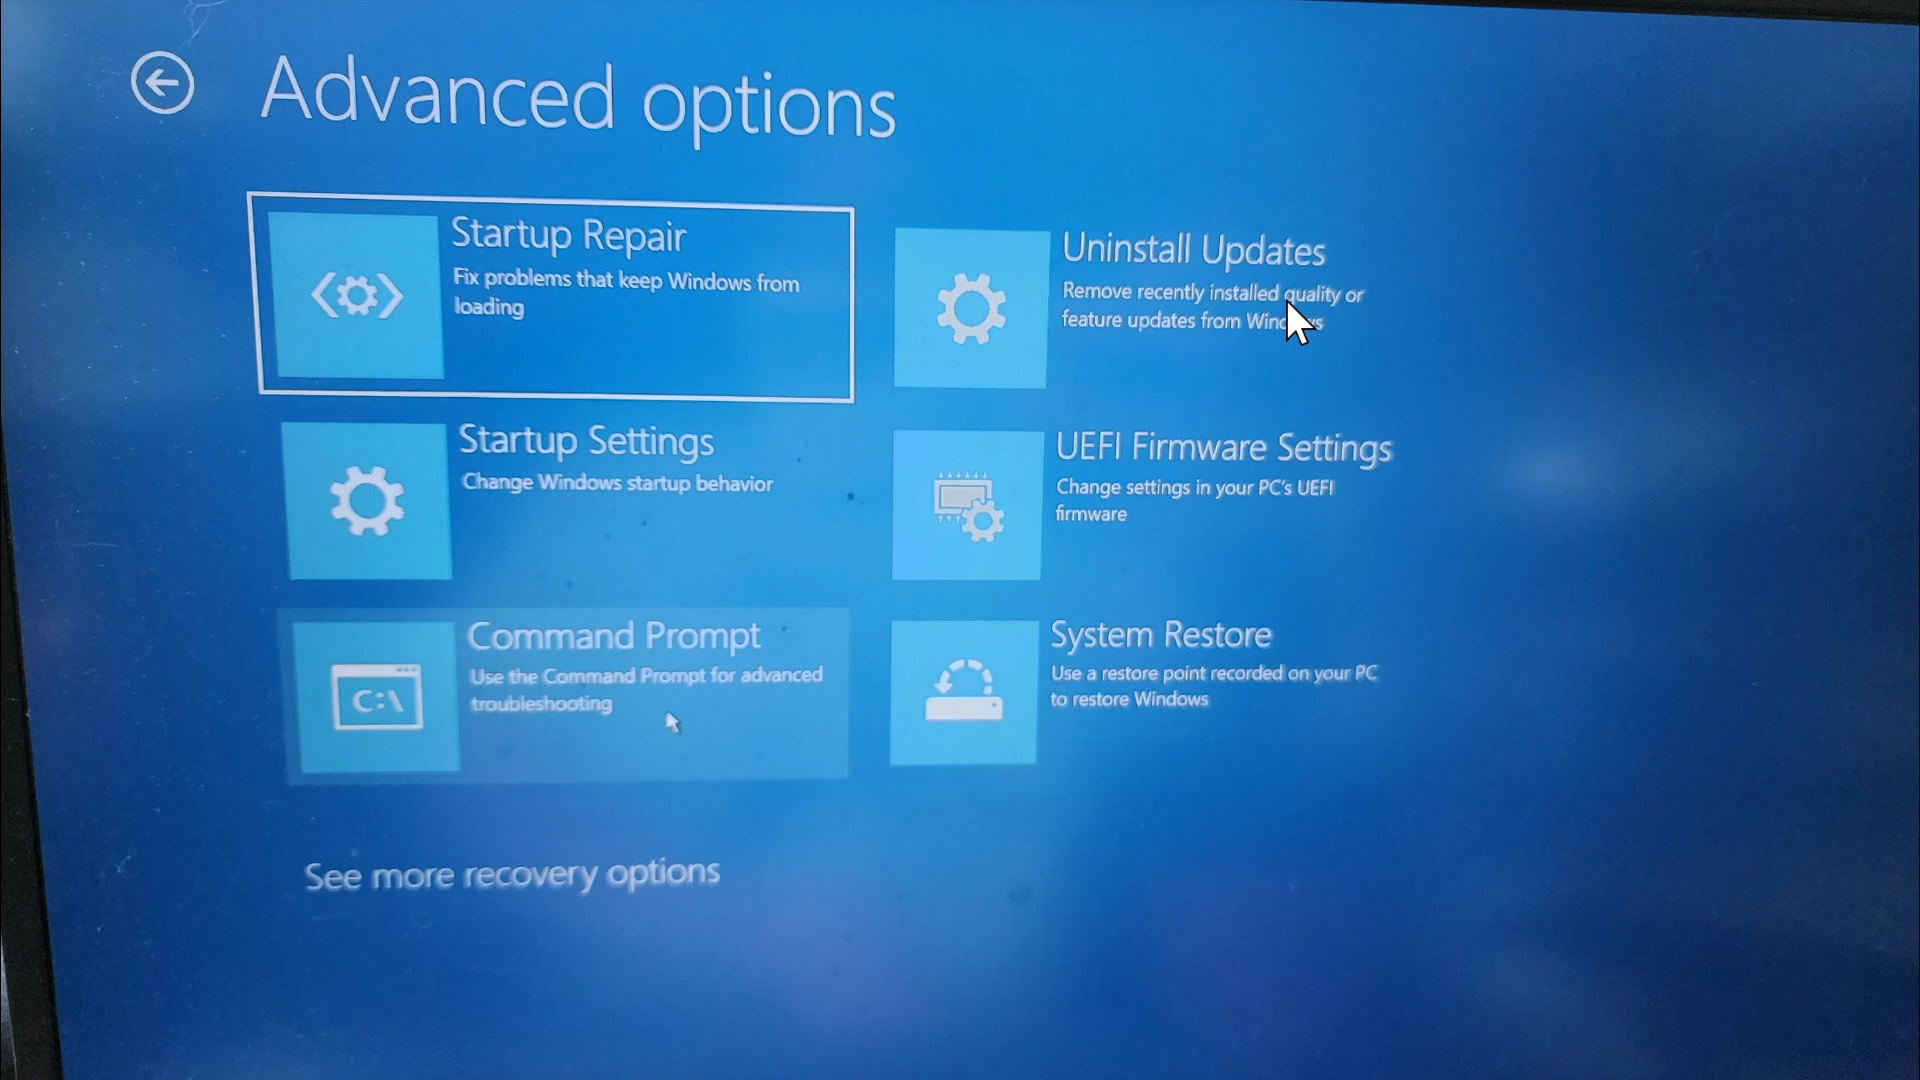 Advanced options
Startup Repair
Fix problems that keep Windows from
loading
Uninstall Updates
Remove recently installed quality or
feature updates from Windows
Startup Settings
Change Windows startup behavior
UEFI Firmware Settings
Change settings in your PC's UEFI
firmware
Command Prompt
Use the Command Prompt for advanced
troubleshooting
C:\
System Restore
Use a restore point recorded on your PC
to restore Windows
See more recovery options